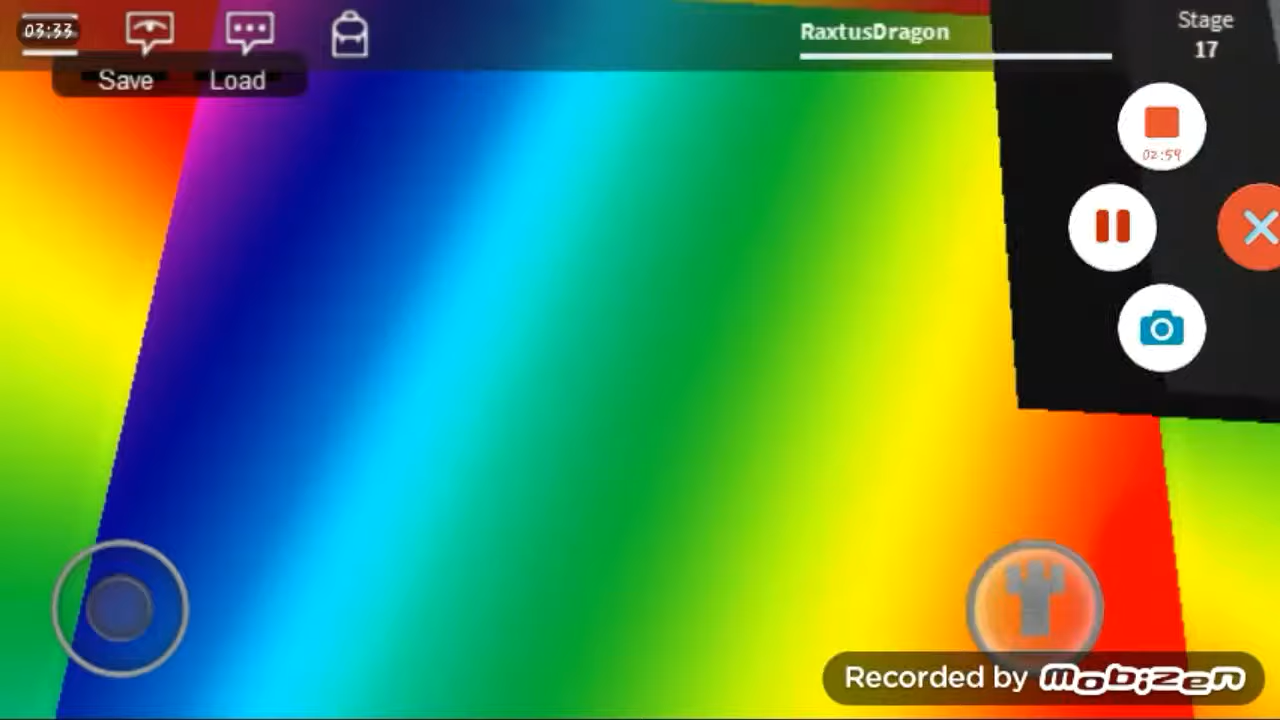 03:33
Save Load
RaxtusDragon
Stage
17
02:59
Recorded by mobizen